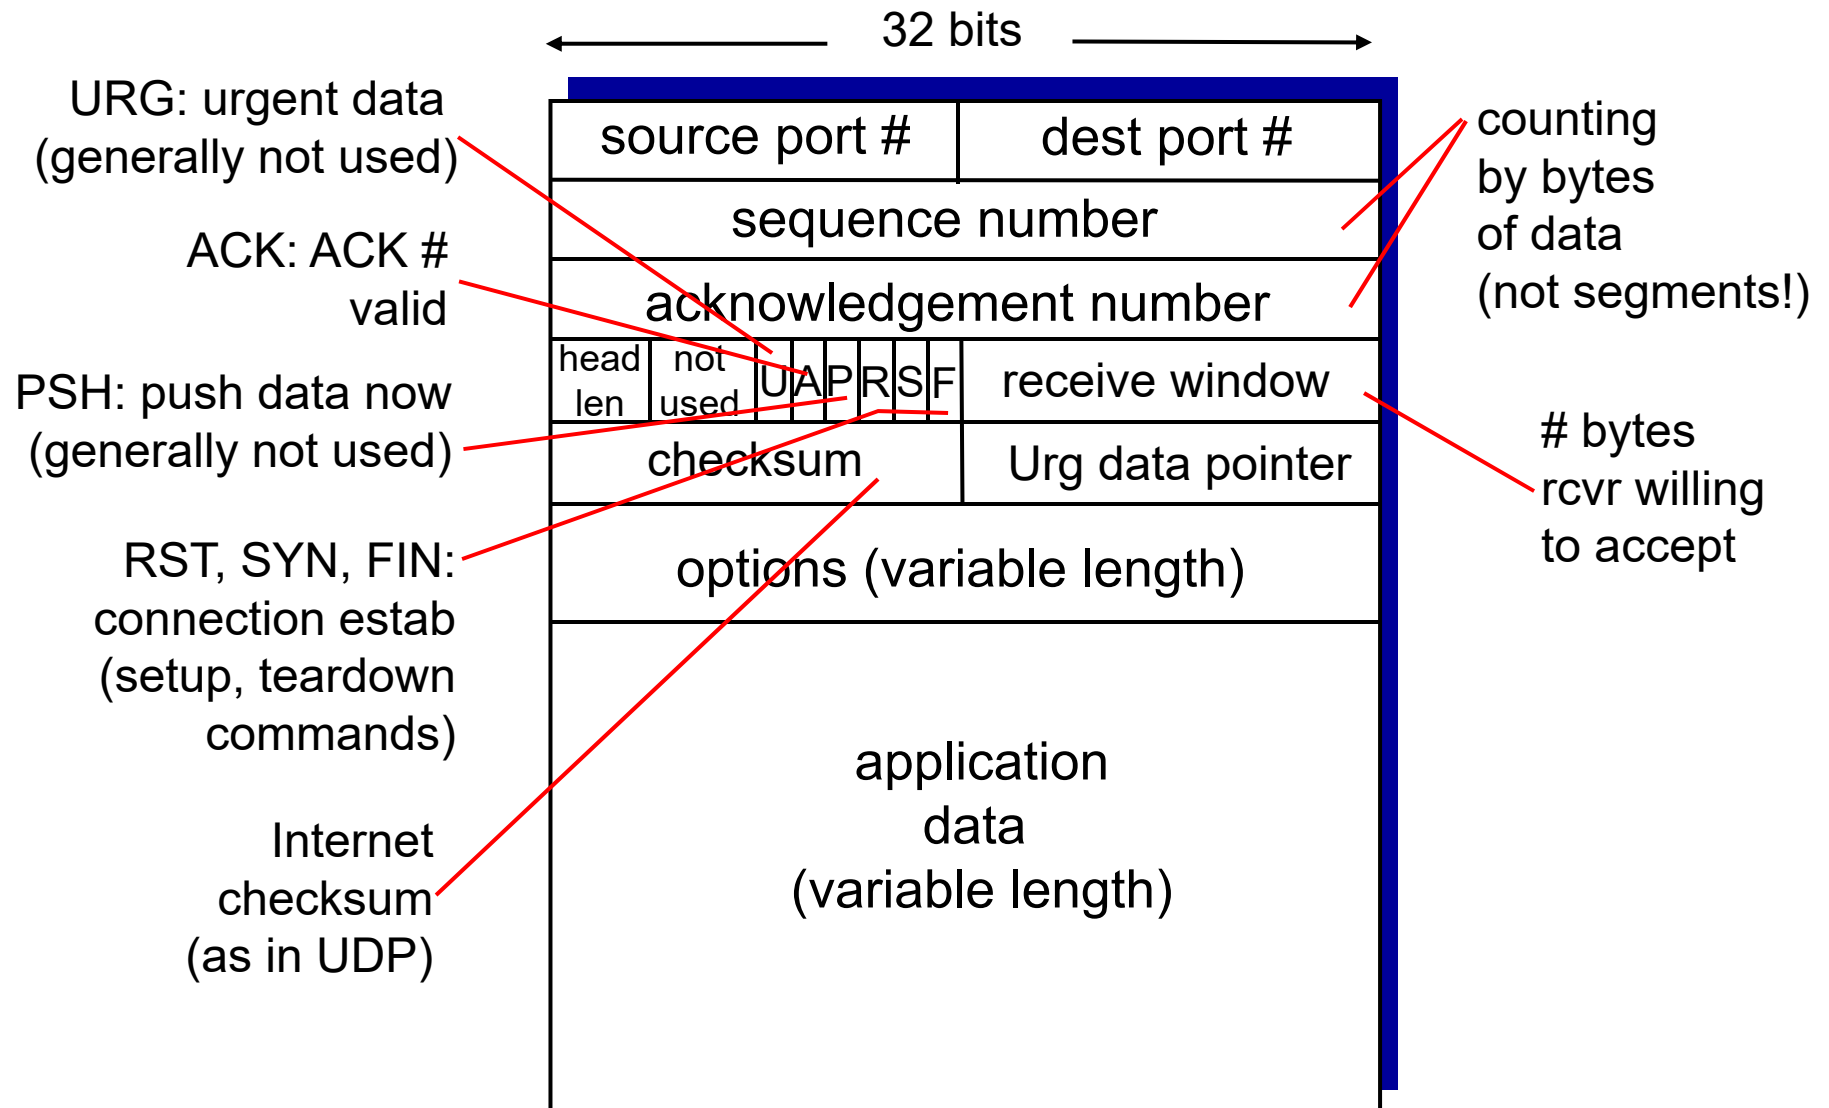 32 bits
URG: urgent data
(generally not used)
ACK: ACK #
valid
PSH: push data now
(generally not used)
RST, SYN, FIN:
connection estab
(setup, teardown
commands)
Internet
checksum
(as in UDP)
source port #
dest port #
sequence number
acknowledgement number
head
len
not
used
U
A
P
R
S
F
receive window
checksum
Urg data pointer
options (variable length)
application
data
(variable length)
counting
by bytes
of data
(not segments!)
# bytes
rcvr willing
to accept